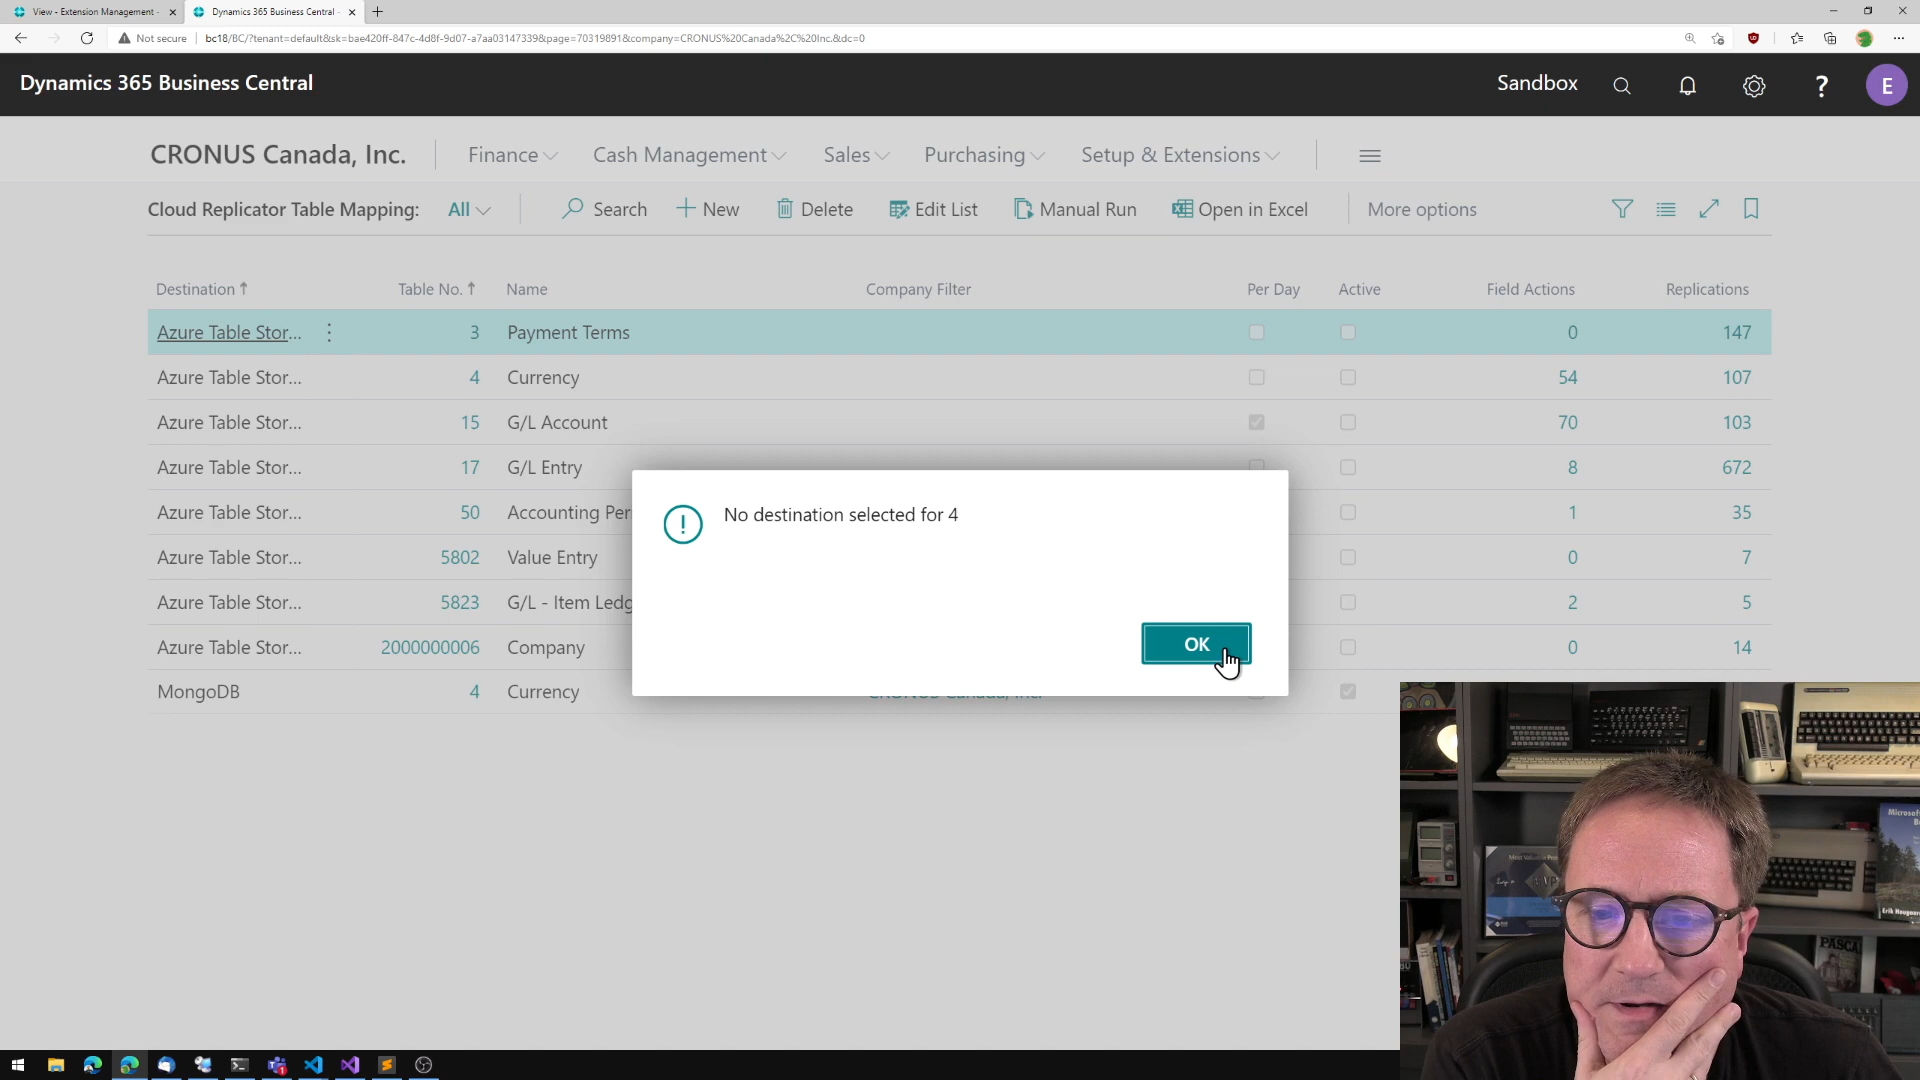 View - Extension Management -
Dynamics 365 Business Central -
Not secure
bc18/BC/?tenant=default&sk=bae420ff-847c-4d8f-9d07-a7aa03147339&page=70319891&company=CRONUS%20Canada%2C%20Inc.&dc=0
Dynamics 365 Business Central
Sandbox
?
E
CRONUS Canada, Inc.
Finance
Cash Management
Sales
Purchasing
Setup & Extensions
Cloud Replicator Table Mapping:
All
Search
New
Delete
Edit List
Manual Run
Open in Excel
More options
Destination ↑ Table No. ↑ Name Company Filter Per Day Active Field Actions Replications
Azure Table Stor... 3 Payment Terms 0 147
Azure Table Stor... 4 Currency 54 107
Azure Table Stor... 15 G/L Account 70 103
Azure Table Stor... 17 G/L Entry 8 672
Azure Table Stor... 50 Accounting Per 1 35
Azure Table Stor... 5802 Value Entry 0 7
Azure Table Stor... 5823 G/L - Item Ledg 2 5
Azure Table Stor... 2000000006 Company 0 14
MongoDB 4 Currency CRONUS Canada, Inc.
No destination selected for 4
OK
Microsof
Erik Hougaar
PASCAL